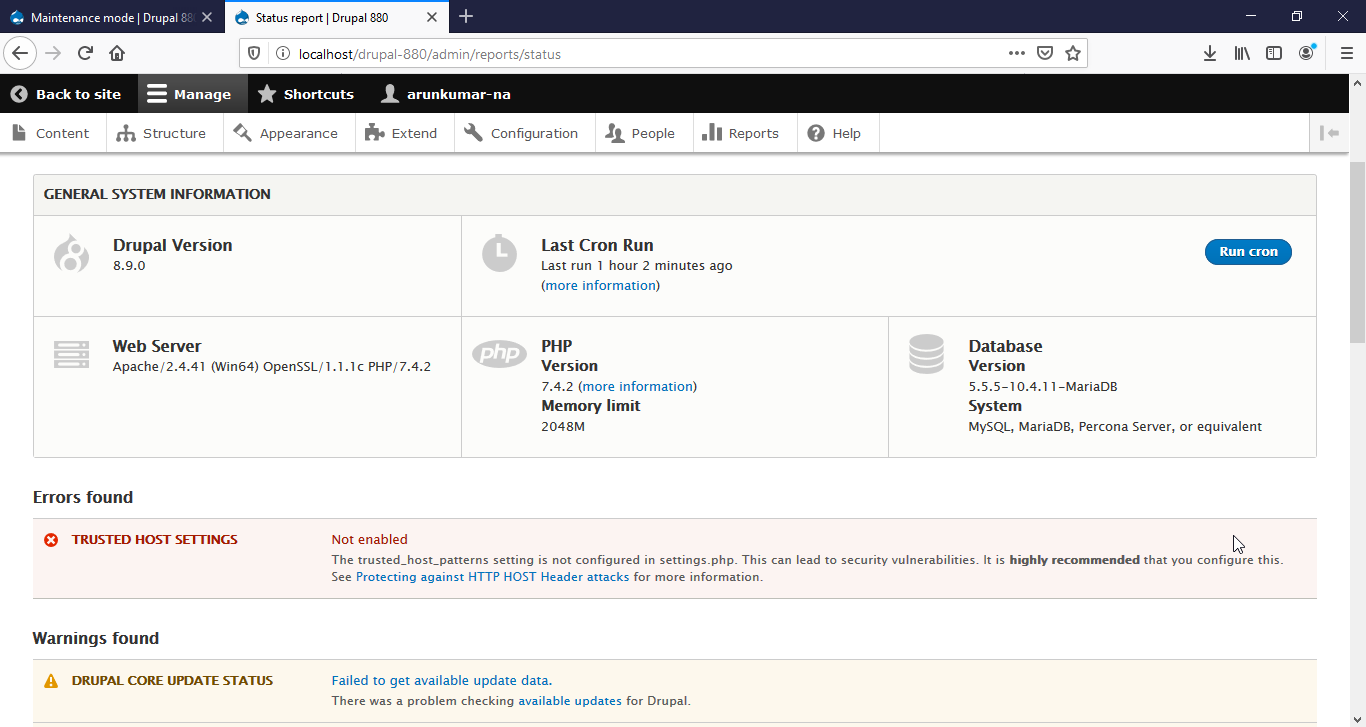 Maintenance mode | Drupal 88
Status report | Drupal 880
localhost/drupal-880/admin/reports/status
Back to site
Manage
Shortcuts
arunkumar-na
Content
Structure
Appearance
Extend
Configuration
People
Reports
Help
GENERAL SYSTEM INFORMATION
Drupal Version
8.9.0
Last Cron Run
Last run 1 hour 2 minutes ago
(more information)
Run cron
Web Server
Apache/2.4.41 (Win64) OpenSSL/1.1.1c PHP/7.4.2
php
PHP
Version
7.4.2 (more information)
Memory limit
2048M
Database
Version
5.5.5-10.4.11-MariaDB
System
MySQL, MariaDB, Percona Server, or equivalent
Errors found
TRUSTED HOST SETTINGS
Not enabled
The trusted_host_patterns setting is not configured in settings.php. This can lead to security vulnerabilities. It is highly recommended that you configure this.
See Protecting against HTTP HOST Header attacks for more information.
Warnings found
DRUPAL CORE UPDATE STATUS
Failed to get available update data.
There was a problem checking available updates for Drupal.